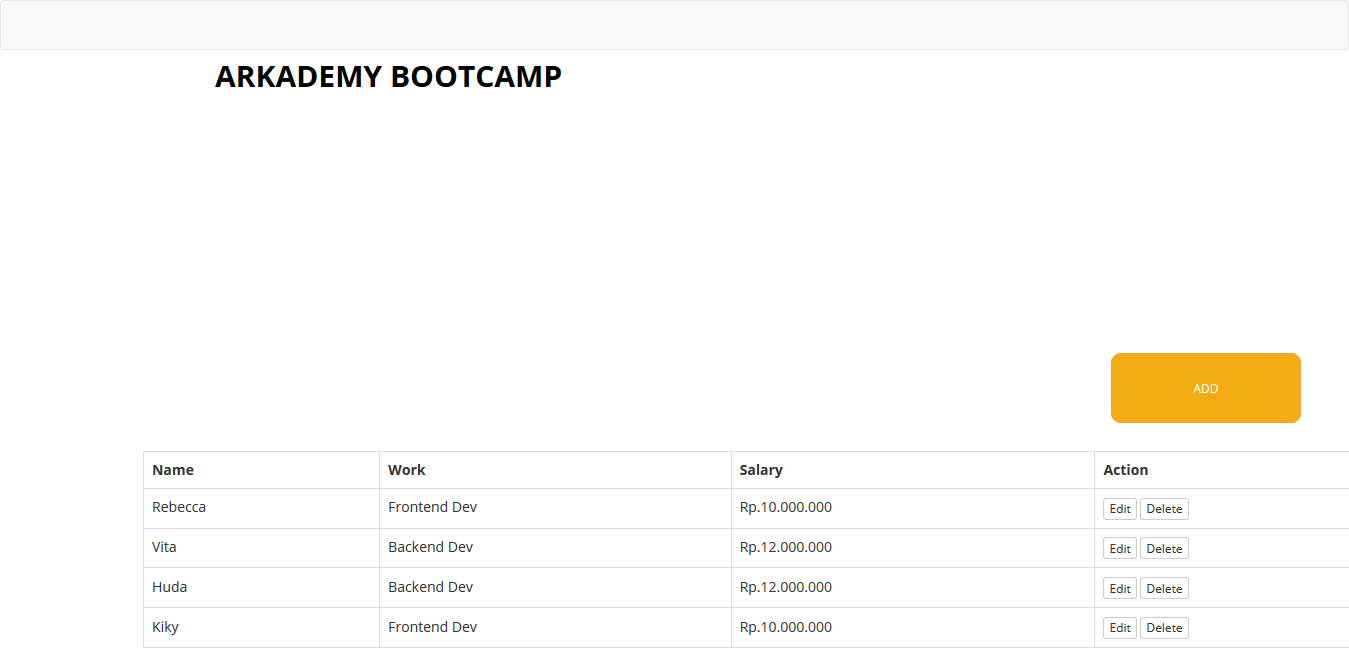 ARKADEMY BOOTCAMP
ADD
Name Work Salary Action
Rebecca Frontend Dev Rp.10.000.000 Edit Delete
Vita Backend Dev Rp.12.000.000 Edit Delete
Huda Backend Dev Rp.12.000.000 Edit Delete
Kiky Frontend Dev Rp.10.000.000 Edit Delete